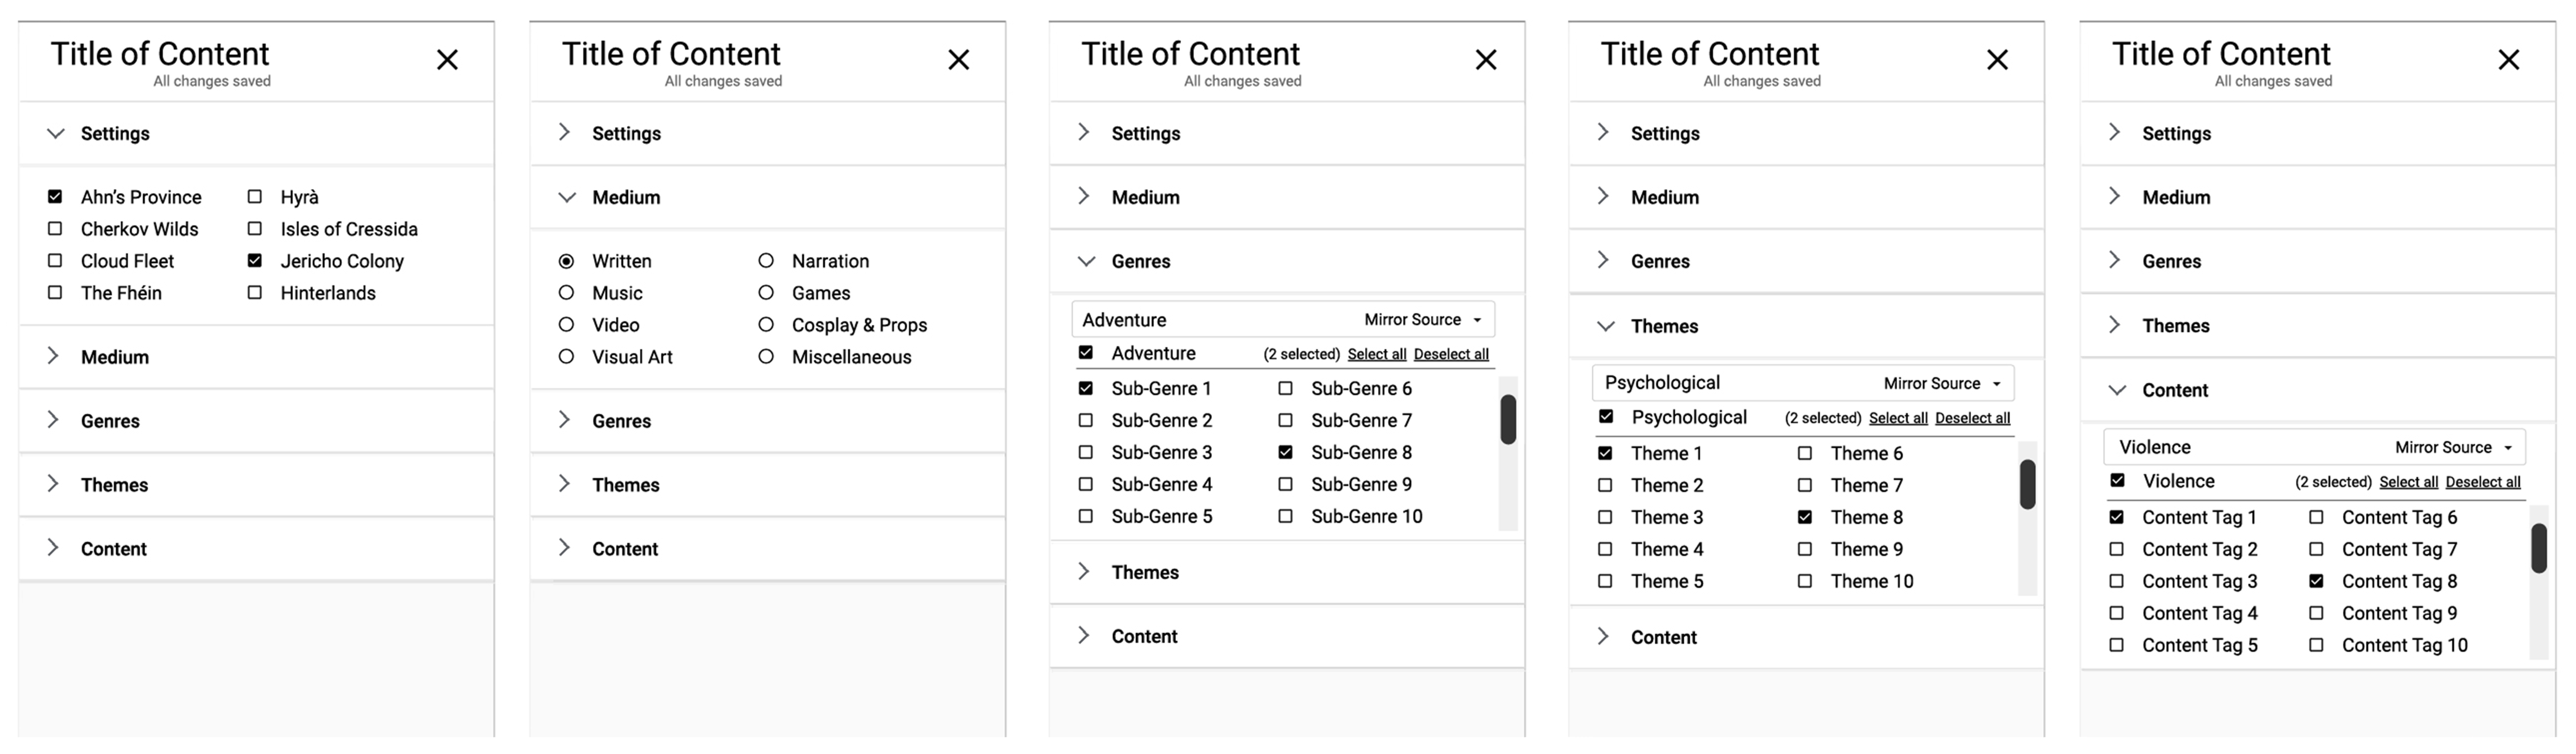 Title of Content
All changes saved
Settings
Ahn's Province
Hyrà
Cherkov Wilds
Isles of Cressida
Cloud Fleet
Jericho Colony
The Fhéin
Hinterlands
Medium
Genres
Themes
Content
Title of Content
All changes saved
Settings
Medium
Written
Narration
Music
Games
Video
Cosplay & Props
Visual Art
Miscellaneous
Genres
Themes
Content
Title of Content
All changes saved
Settings
Medium
Genres
Adventure Mirror Source
Adventure (2 selected) Select all Deselect all
Sub-Genre 1
Sub-Genre 6
Sub-Genre 2
Sub-Genre 7
Sub-Genre 3
Sub-Genre 8
Sub-Genre 4
Sub-Genre 9
Sub-Genre 5
Sub-Genre 10
Themes
Content
Title of Content
All changes saved
Settings
Medium
Genres
Themes
Psychological Mirror Source
Psychological (2 selected) Select all Deselect all
Theme 1
Theme 6
Theme 2
Theme 7
Theme 3
Theme 8
Theme 4
Theme 9
Theme 5
Theme 10
Content
Title of Content
All changes saved
Settings
Medium
Genres
Themes
Content
Violence Mirror Source
Violence (2 selected) Select all Deselect all
Content Tag 1
Content Tag 6
Content Tag 2
Content Tag 7
Content Tag 3
Content Tag 8
Content Tag 4
Content Tag 9
Content Tag 5
Content Tag 10